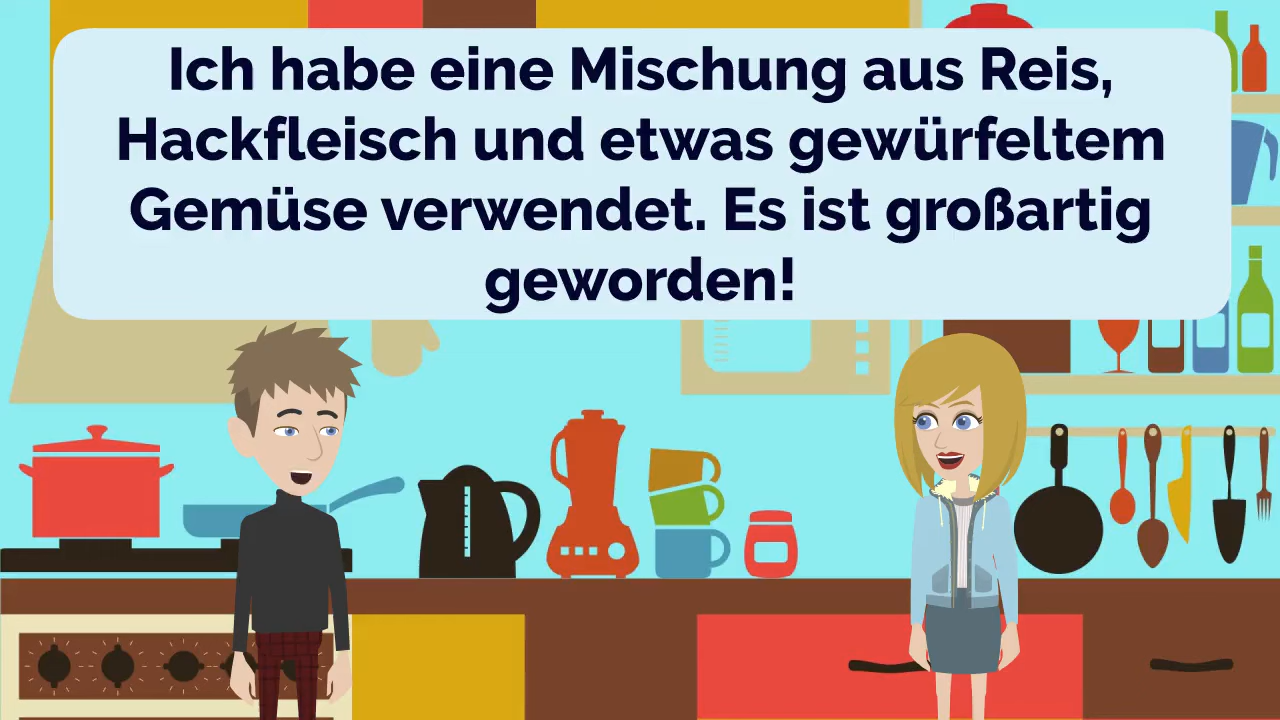 Ich habe eine Mischung aus Reis,
Hackfleisch und etwas gewürfeltem
Gemüse verwendet. Es ist großartig
geworden!